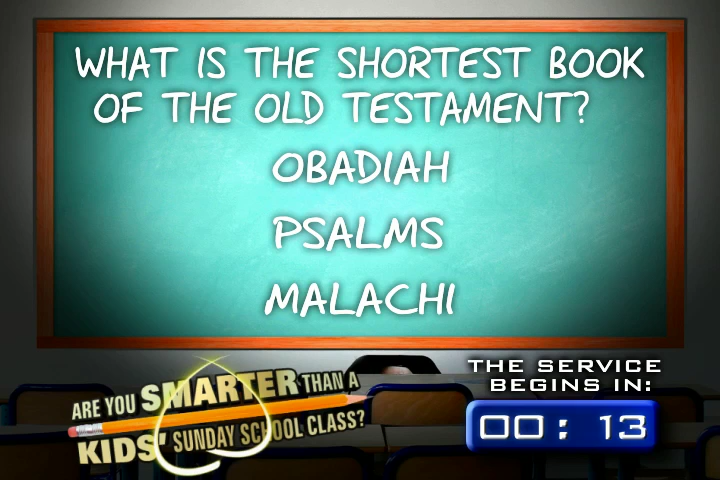 WHAT IS THE SHORTEST BOOK
OF THE OLD TESTAMENT?
OBADIAH
PSALMS
MALACHI
ARE YOU SMARTER THAN A
KIDS' SUNDAY SCHOOL CLASS?
THE SERVICE
BEGINS IN:
00:13